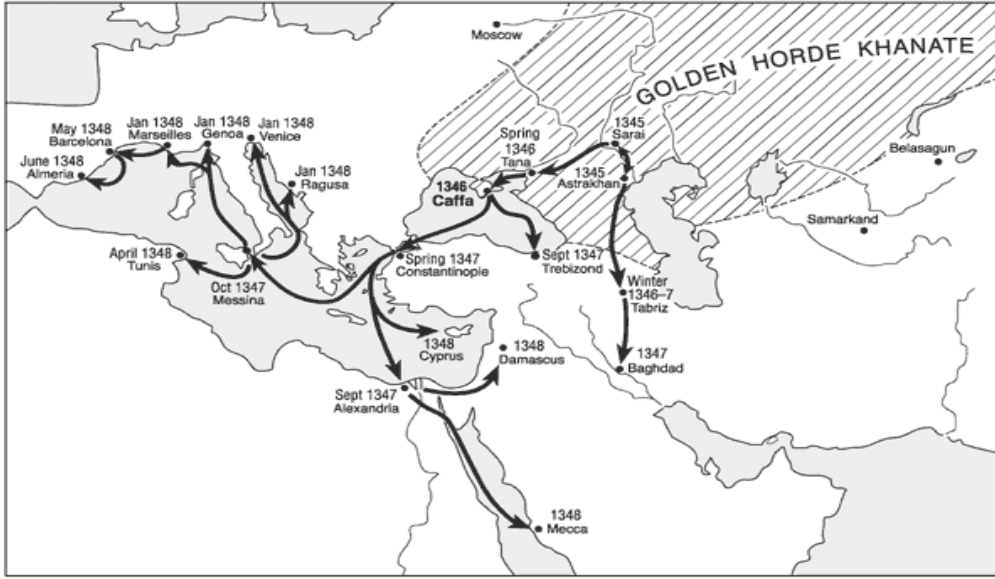 Moscow
GOLDEN HORDE KHANATE
May 1348
Barcelona
Jan 1348
Marseilles
Jan 1348
Genoa
Jan 1348
Venice
June 1348
Almeria
Jan 1348
Ragusa
Spring
1346
Tana
1345
Sarai
1345
Astrakhan
Belasagun
1346
Caffa
Samarkand
April 1348
Tunis
Oct 1347
Messina
Spring 1347
Constantinople
Sept 1347
Trebizond
Winter
1346–7
Tabriz
1348
Cyprus
1348
Damascus
1347
Baghdad
Sept 1347
Alexandria
1348
Mecca